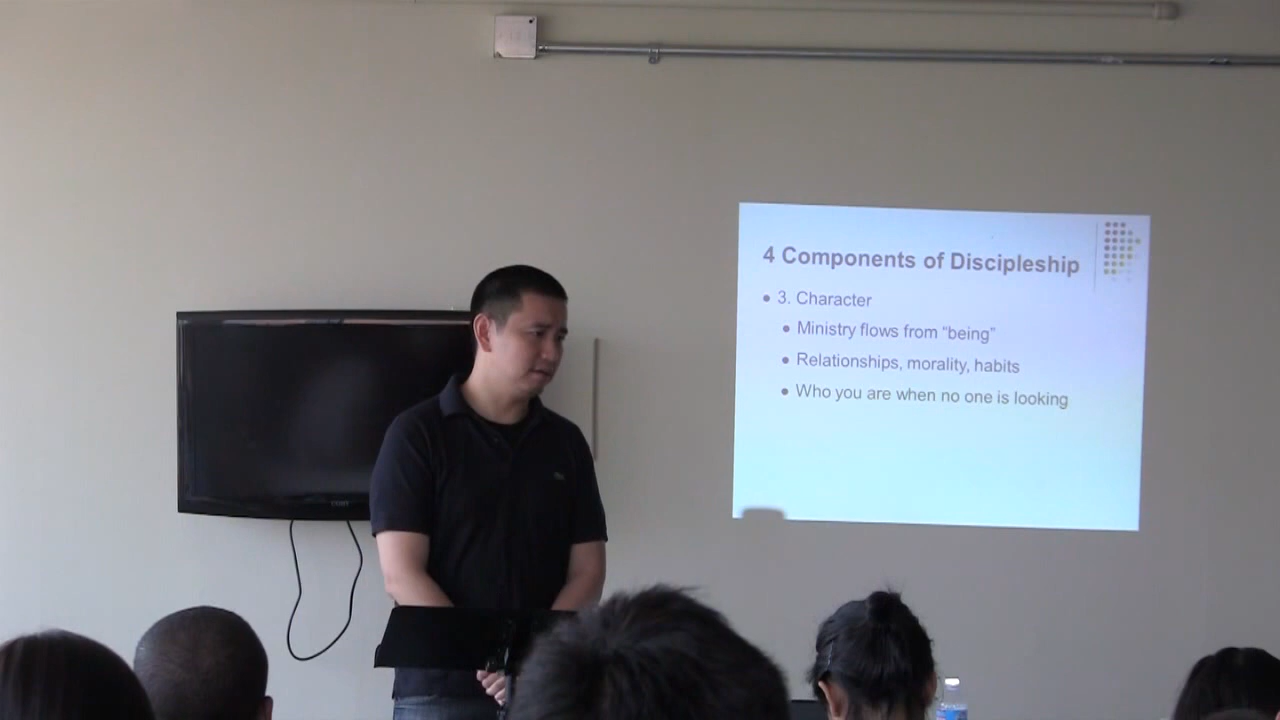 4 Components of Discipleship
• 3. Character
• Ministry flows from “being”
• Relationships, morality, habits
• Who you are when no one is looking